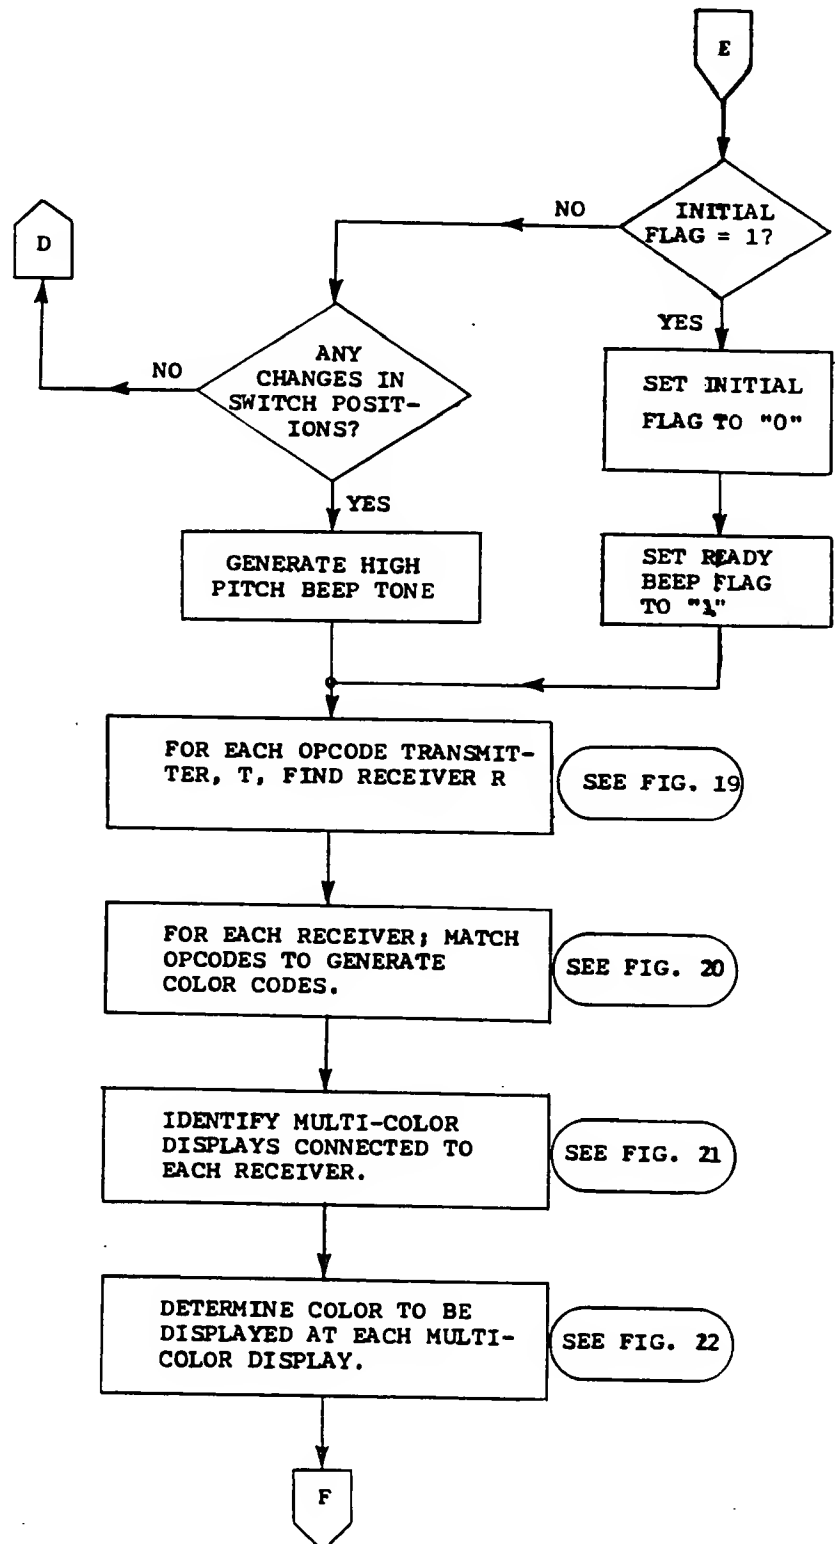 E
INITIAL
FLAG = 1?
NO
YES
D
ANY
CHANGES IN
SWITCH POSIT-
IONS?
NO
YES
SET INITIAL
FLAG TO "0"
GENERATE HIGH
PITCH BEEP TONE
SET READY
BEEP FLAG
TO "1"
FOR EACH OPCODE TRANSMIT-
TER, T, FIND RECEIVER R
SEE FIG. 19
FOR EACH RECEIVER; MATCH
OPCODES TO GENERATE
COLOR CODES.
SEE FIG. 20
IDENTIFY MULTI-COLOR
DISPLAYS CONNECTED TO
EACH RECEIVER.
SEE FIG. 21
DETERMINE COLOR TO BE
DISPLAYED AT EACH MULTI-
COLOR DISPLAY.
SEE FIG. 22
F